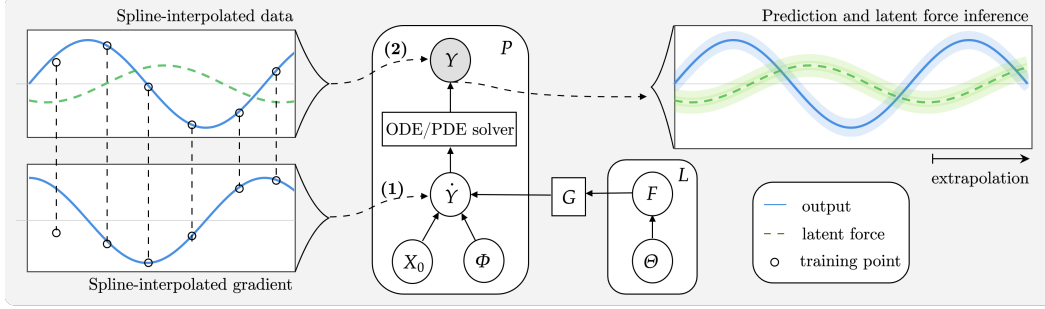 Spline-interpolated data
Spline-interpolated gradient
(2)
(1)
P
Y
ODE/PDE solver
Ẏ
X₀
Φ
G
L
F
Θ
Prediction and latent force inference
extrapolation
output
latent force
training point